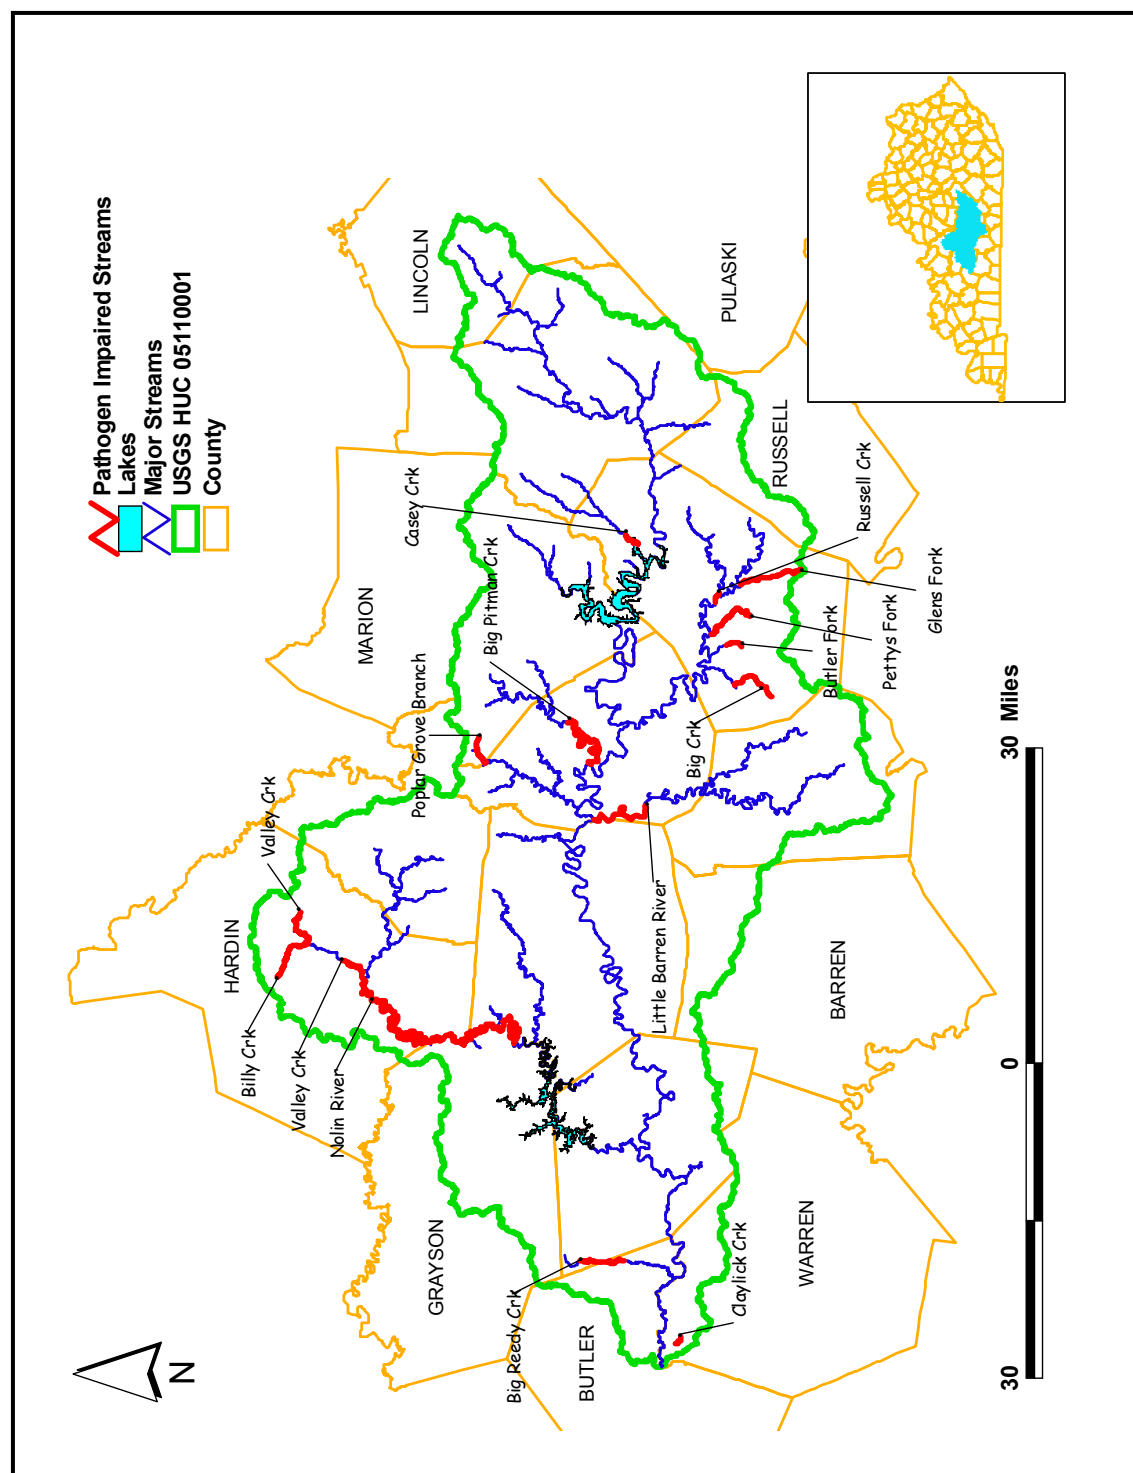 Pathogen Impaired Streams
Lakes
Major Streams
USGS HUC 05110001
County
LINCOLN
PULASKI
RUSSELL
MARION
HARDIN
GRAYSON
BUTLER
WARREN
BARREN
Casey Crk
Big Pitman Crk
Poplar Grove Branch
Valley Crk
Billy Crk
Valley Crk
Nolin River
Big Reedy Crk
Claylick Crk
Little Barren River
Big Crk
Butler Fork
Pettys Fork
Glens Fork
Russell Crk
N
30 0 30 Miles